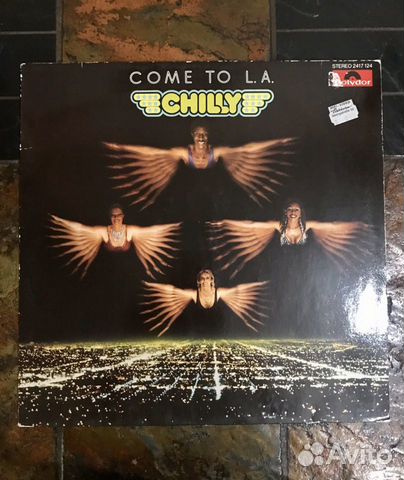 STEREO 2417 124
COME TO L.A.
polydor
CHILLY
Avito